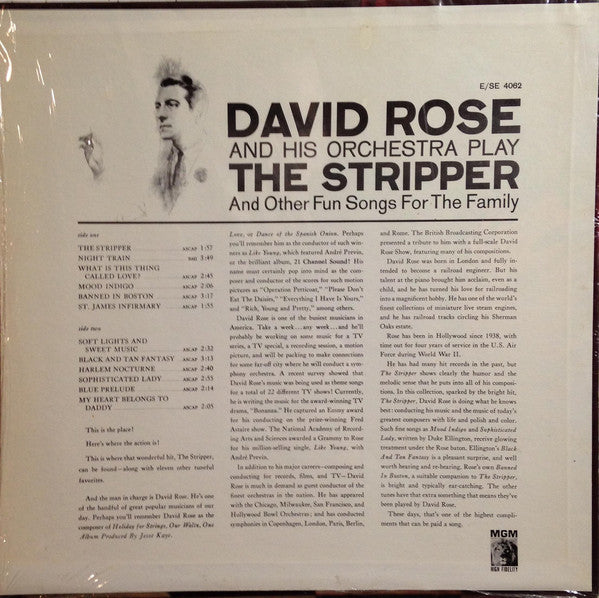 E/SE 4062
DAVID ROSE
AND HIS ORCHESTRA PLAY
THE STRIPPER
And Other Fun Songs For The Family
side one
THE STRIPPER ASCAP 1:57
NIGHT TRAIN BMI 3:49
WHAT IS THIS THING
CALLED LOVE? ASCAP 2:45
MOOD INDIGO ASCAP 2:06
BANNED IN BOSTON ASCAP 3:17
ST. JAMES INFIRMARY ASCAP 1:55
side two
SOFT LIGHTS AND
SWEET MUSIC ASCAP 2:32
BLACK AND TAN FANTASY ASCAP 3:13
HARLEM NOCTURNE ASCAP 2:40
SOPHISTICATED LADY ASCAP 2:55
BLUE PRELUDE ASCAP 2:14
MY HEART BELONGS TO
DADDY ASCAP 2:05
This is the place!
Here's where the action is!
This is where that wonderful hit, The Stripper,
can be found—along with eleven other tuneful
favorites.
And the man in charge is David Rose. He's one
of the handful of great popular musicians of our
day. Perhaps you'll remember David Rose as the
composer of Holiday for Strings, Our Waltz, One
Album Produced By Jesse Kaye.
Love, or Dance of the Spanish Onion. Perhaps
you'll remember him as the conductor of such win-
ners as Like Young, which featured André Previn,
or the brilliant album, 21 Channel Sound! His
name must certainly pop into mind as the com-
poser and conductor of the scores for such motion
pictures as "Operation Petticoat," "Please Don't
Eat The Daisies," "Everything I Have Is Yours,"
and "Rich, Young and Pretty," among others.
David Rose is one of the busiest musicians in
America. Take a week...any week...and he'll
probably be working on some music for a TV
series, a TV special, a recording session, a motion
picture, and will be packing to make connections
for some far-off city where he will conduct a sym-
phony orchestra. A recent survey showed that
David Rose's music was being used as theme songs
for a total of 22 different TV shows! Currently,
he is writing the music for the award-winning TV
drama, "Bonanza." He captured an Emmy award
for his conducting on the prize-winning Fred
Astaire show. The National Academy of Record-
ing Arts and Sciences awarded a Grammy to Rose
for his million-selling single, Like Young, with
André Previn.
In addition to his major careers—composing and
conducting for records, films, and TV—David
Rose is much in demand as guest conductor of the
finest orchestras in the nation. He has appeared
with the Chicago, Milwaukee, San Francisco, and
Hollywood Bowl Orchestras; and has conducted
symphonies in Copenhagen, London, Paris, Berlin,
and Rome. The British Broadcasting Corporation
presented a tribute to him with a full-scale David
Rose Show, featuring many of his compositions.
David Rose was born in London and fully in-
tended to become a railroad engineer. But his
talent at the piano brought him acclaim, even as a
child, and he has turned his love for railroading
into a magnificent hobby. He has one of the world's
finest collections of miniature live steam engines,
and he has railroad tracks circling his Sherman
Oaks estate.
Rose has been in Hollywood since 1938, with
time out for four years of service in the U.S. Air
Force during World War II.
He has had many hit records in the past, but
The Stripper shows clearly the humor and the
melodic sense that he puts into all of his composi-
tions. In this collection, sparked by the bright hit,
The Stripper, David Rose is doing what he knows
best: conducting his music and the music of today's
greatest composers with life and polish and color.
Such fine songs as Mood Indigo and Sophisticated
Lady, written by Duke Ellington, receive glowing
treatment under the Rose baton. Ellington's Black
And Tan Fantasy is a pleasant surprise, and well
worth hearing and re-hearing. Rose's own Banned
In Boston, a suitable companion to The Stripper,
is bright and typically ear-catching. The other
tunes have that extra something that means they've
been played by David Rose.
These days, that's one of the highest compli-
ments that can be paid a song.
MGM
HIGH FIDELITY